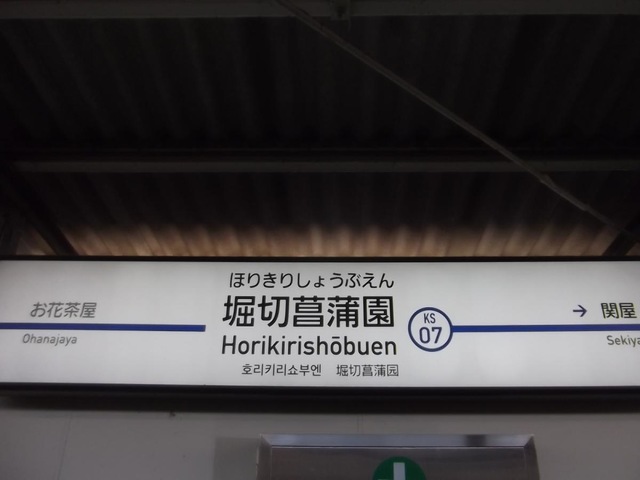 ほりきりしょうぶえん
お花茶屋
堀切菖蒲園
KS
07
→ 関屋
Ohanajaya
Horikirishōbuen
Sekiya
호리키리쇼부엔 堀切菖蒲园